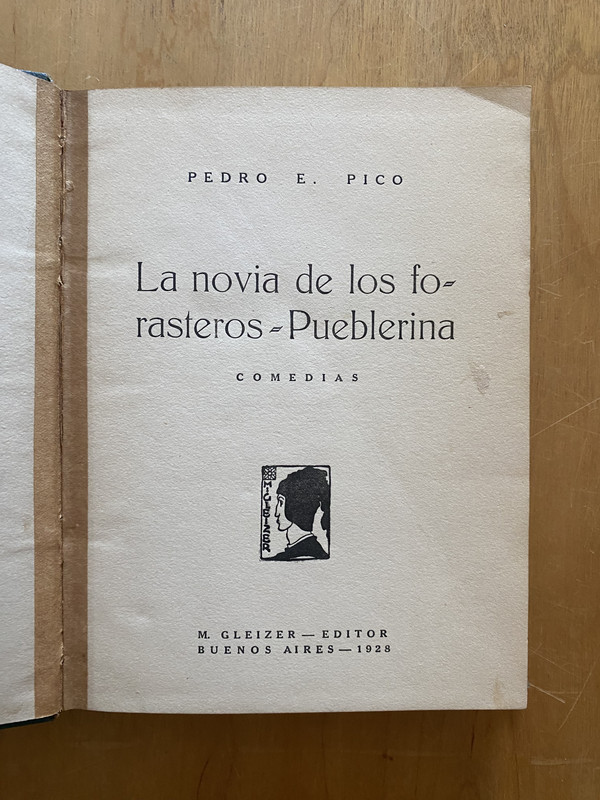 PEDRO E. PICO
La novia de los fo-
rasteros - Pueblerina
COMEDIAS
M. GLEIZER
M. GLEIZER — EDITOR
BUENOS AIRES — 1928